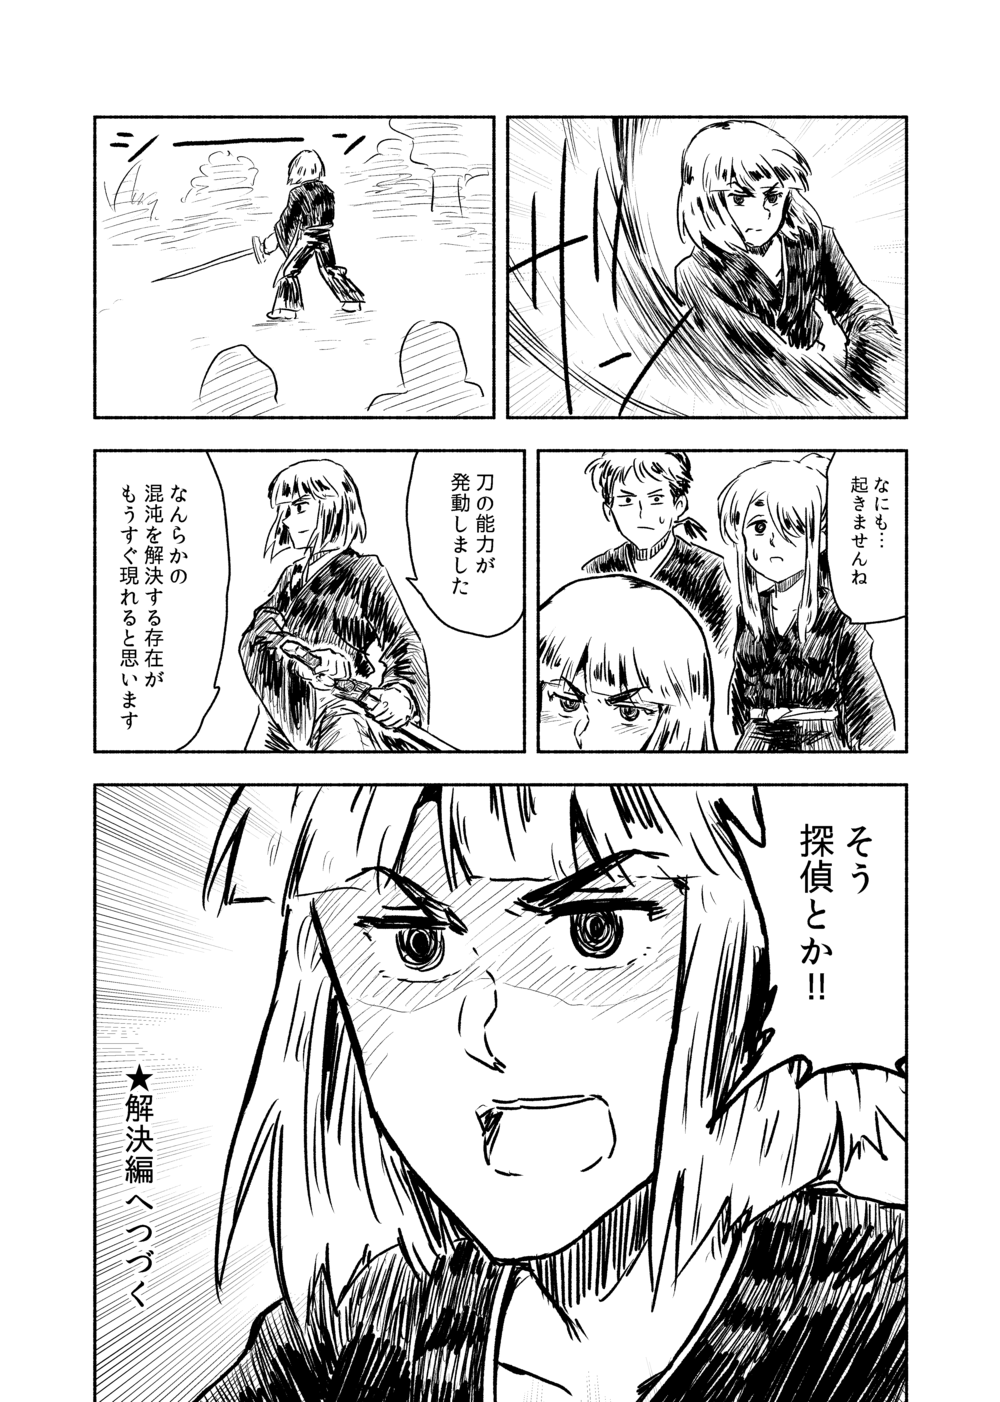 ガキーン
シーーン
なにも…
起きませんね
刀の能力が
発動しました
なんらかの
混沌を解決する存在が
もうすぐ現れると思います
そう
探偵とか!!
★解決編へつづく